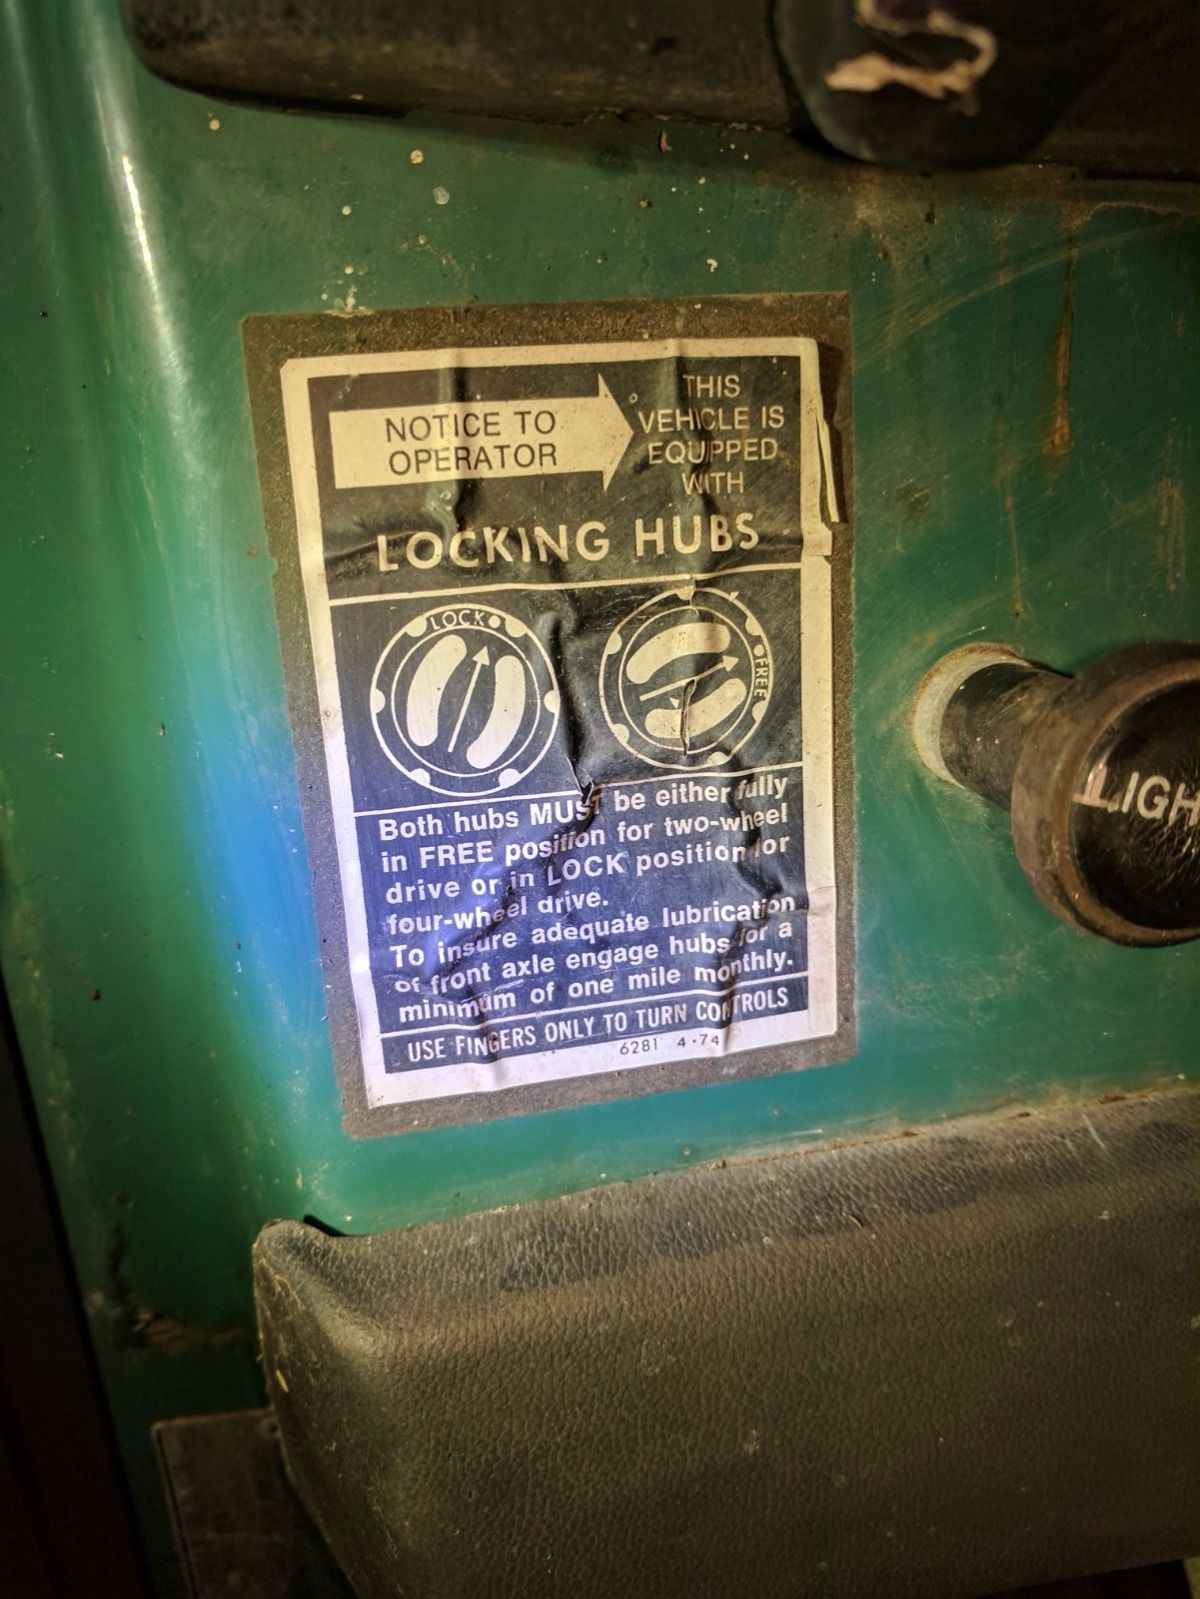 NOTICE TO
OPERATOR
THIS
VEHICLE IS
EQUIPPED
WITH
LOCKING HUBS
LOCK
FREE
Both hubs MUST be either fully
in FREE position for two-wheel
drive or in LOCK position for
four-wheel drive.
To insure adequate lubrication
of front axle engage hubs for a
minimum of one mile monthly.
USE FINGERS ONLY TO TURN CONTROLS
6281 4-74
LIGH